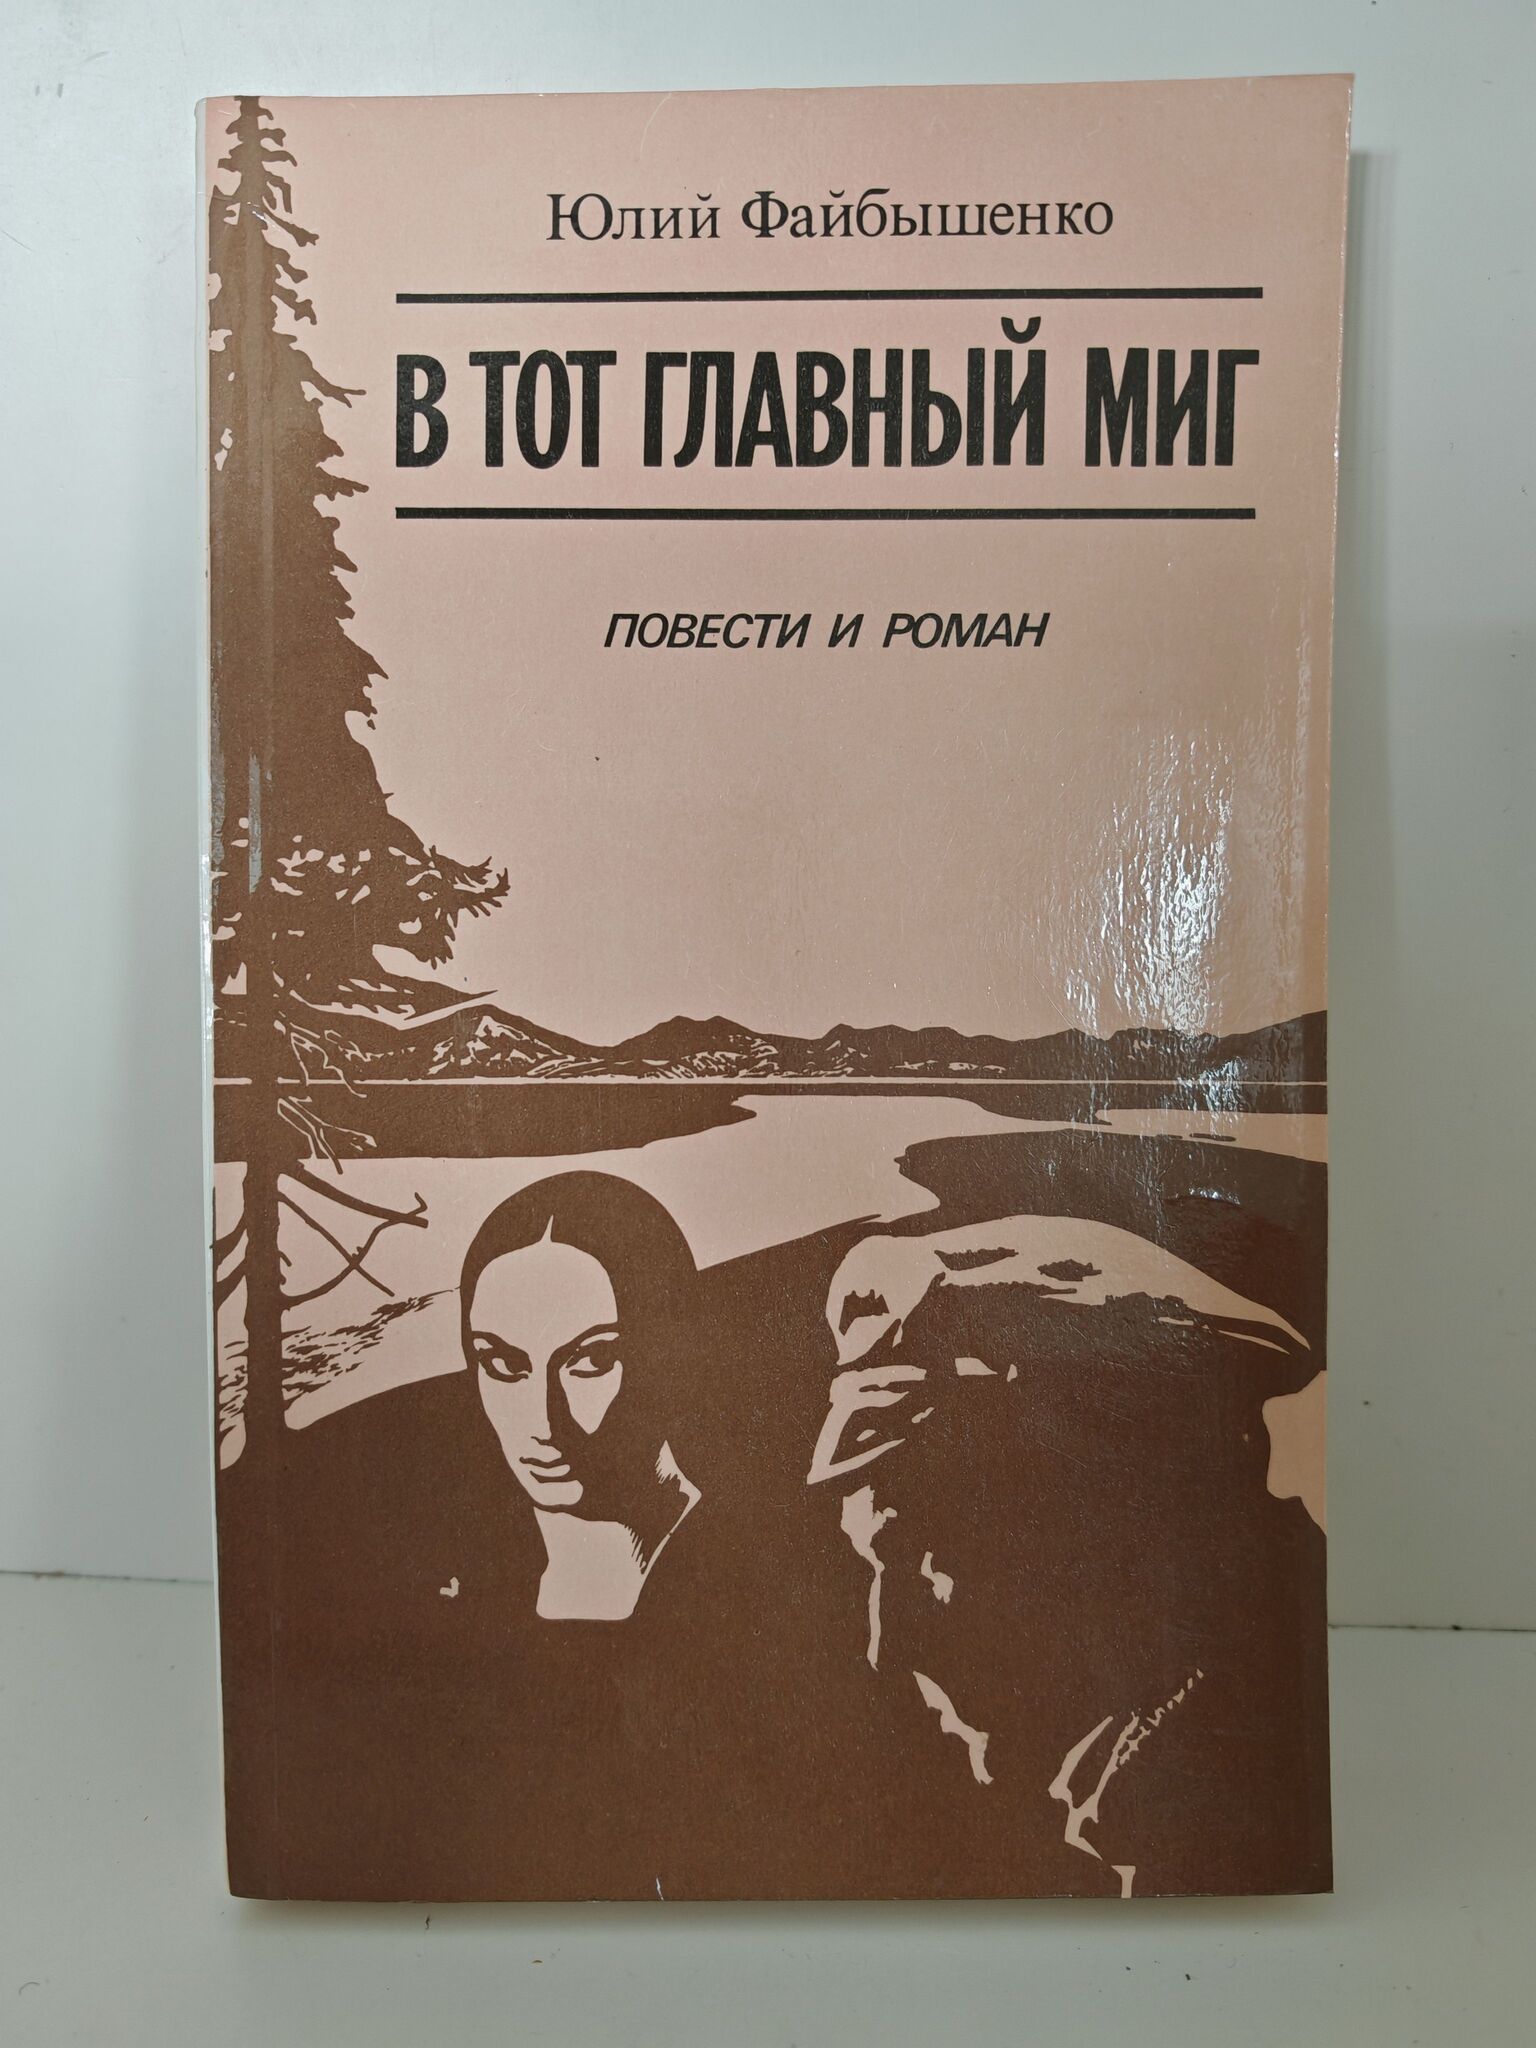 Юлий Файбышенко
В ТОТ ГЛАВНЫЙ МИГ
ПОВЕСТИ И РОМАН